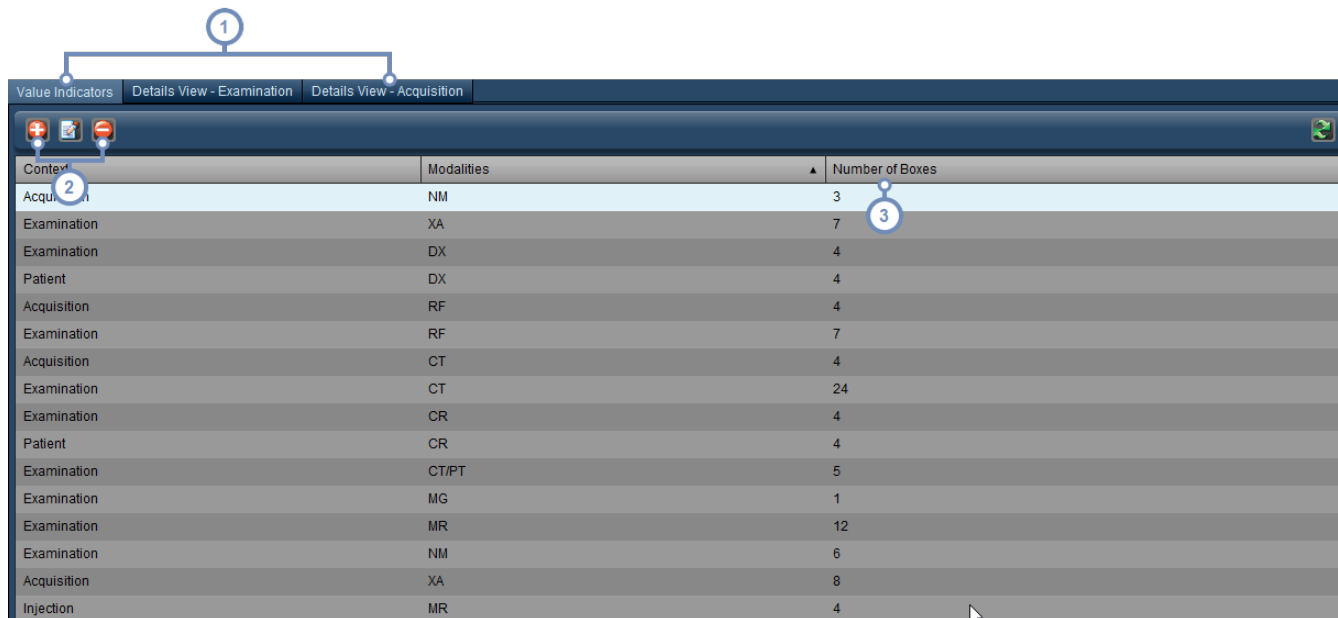 1
Value Indicators Details View - Examination Details View - Acquisition
Context Modalities Number of Boxes
2
Acquisition NM 3
3
Examination XA 7
Examination DX 4
Patient DX 4
Acquisition RF 4
Examination RF 7
Acquisition CT 4
Examination CT 24
Examination CR 4
Patient CR 4
Examination CT/PT 5
Examination MG 1
Examination MR 12
Examination NM 6
Acquisition XA 8
Injection MR 4